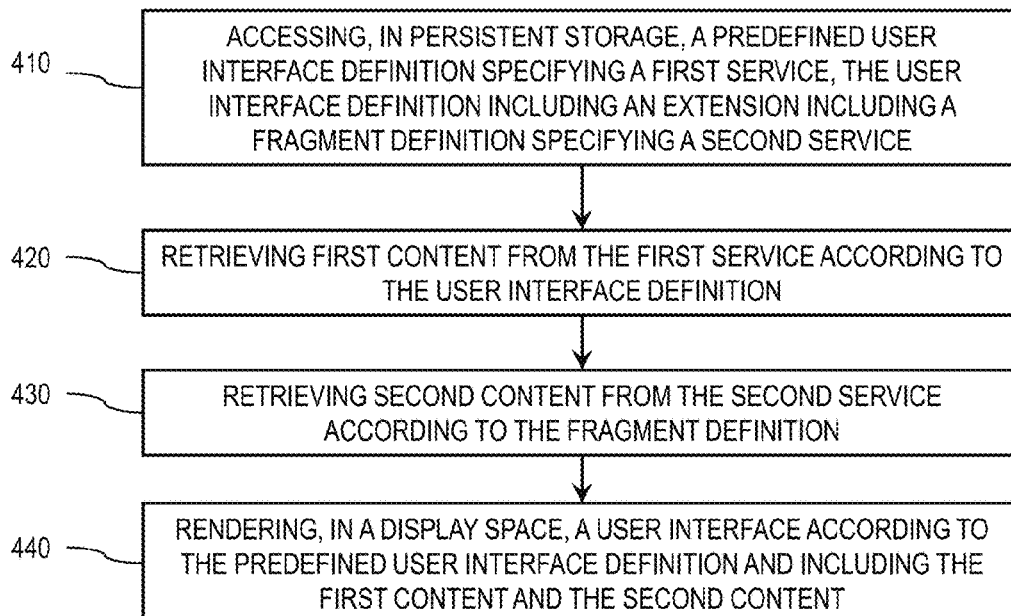 410
ACCESSING, IN PERSISTENT STORAGE, A PREDEFINED USER
INTERFACE DEFINITION SPECIFYING A FIRST SERVICE, THE USER
INTERFACE DEFINITION INCLUDING AN EXTENSION INCLUDING A
FRAGMENT DEFINITION SPECIFYING A SECOND SERVICE
420
RETRIEVING FIRST CONTENT FROM THE FIRST SERVICE ACCORDING TO
THE USER INTERFACE DEFINITION
430
RETRIEVING SECOND CONTENT FROM THE SECOND SERVICE
ACCORDING TO THE FRAGMENT DEFINITION
440
RENDERING, IN A DISPLAY SPACE, A USER INTERFACE ACCORDING TO
THE PREDEFINED USER INTERFACE DEFINITION AND INCLUDING THE
FIRST CONTENT AND THE SECOND CONTENT